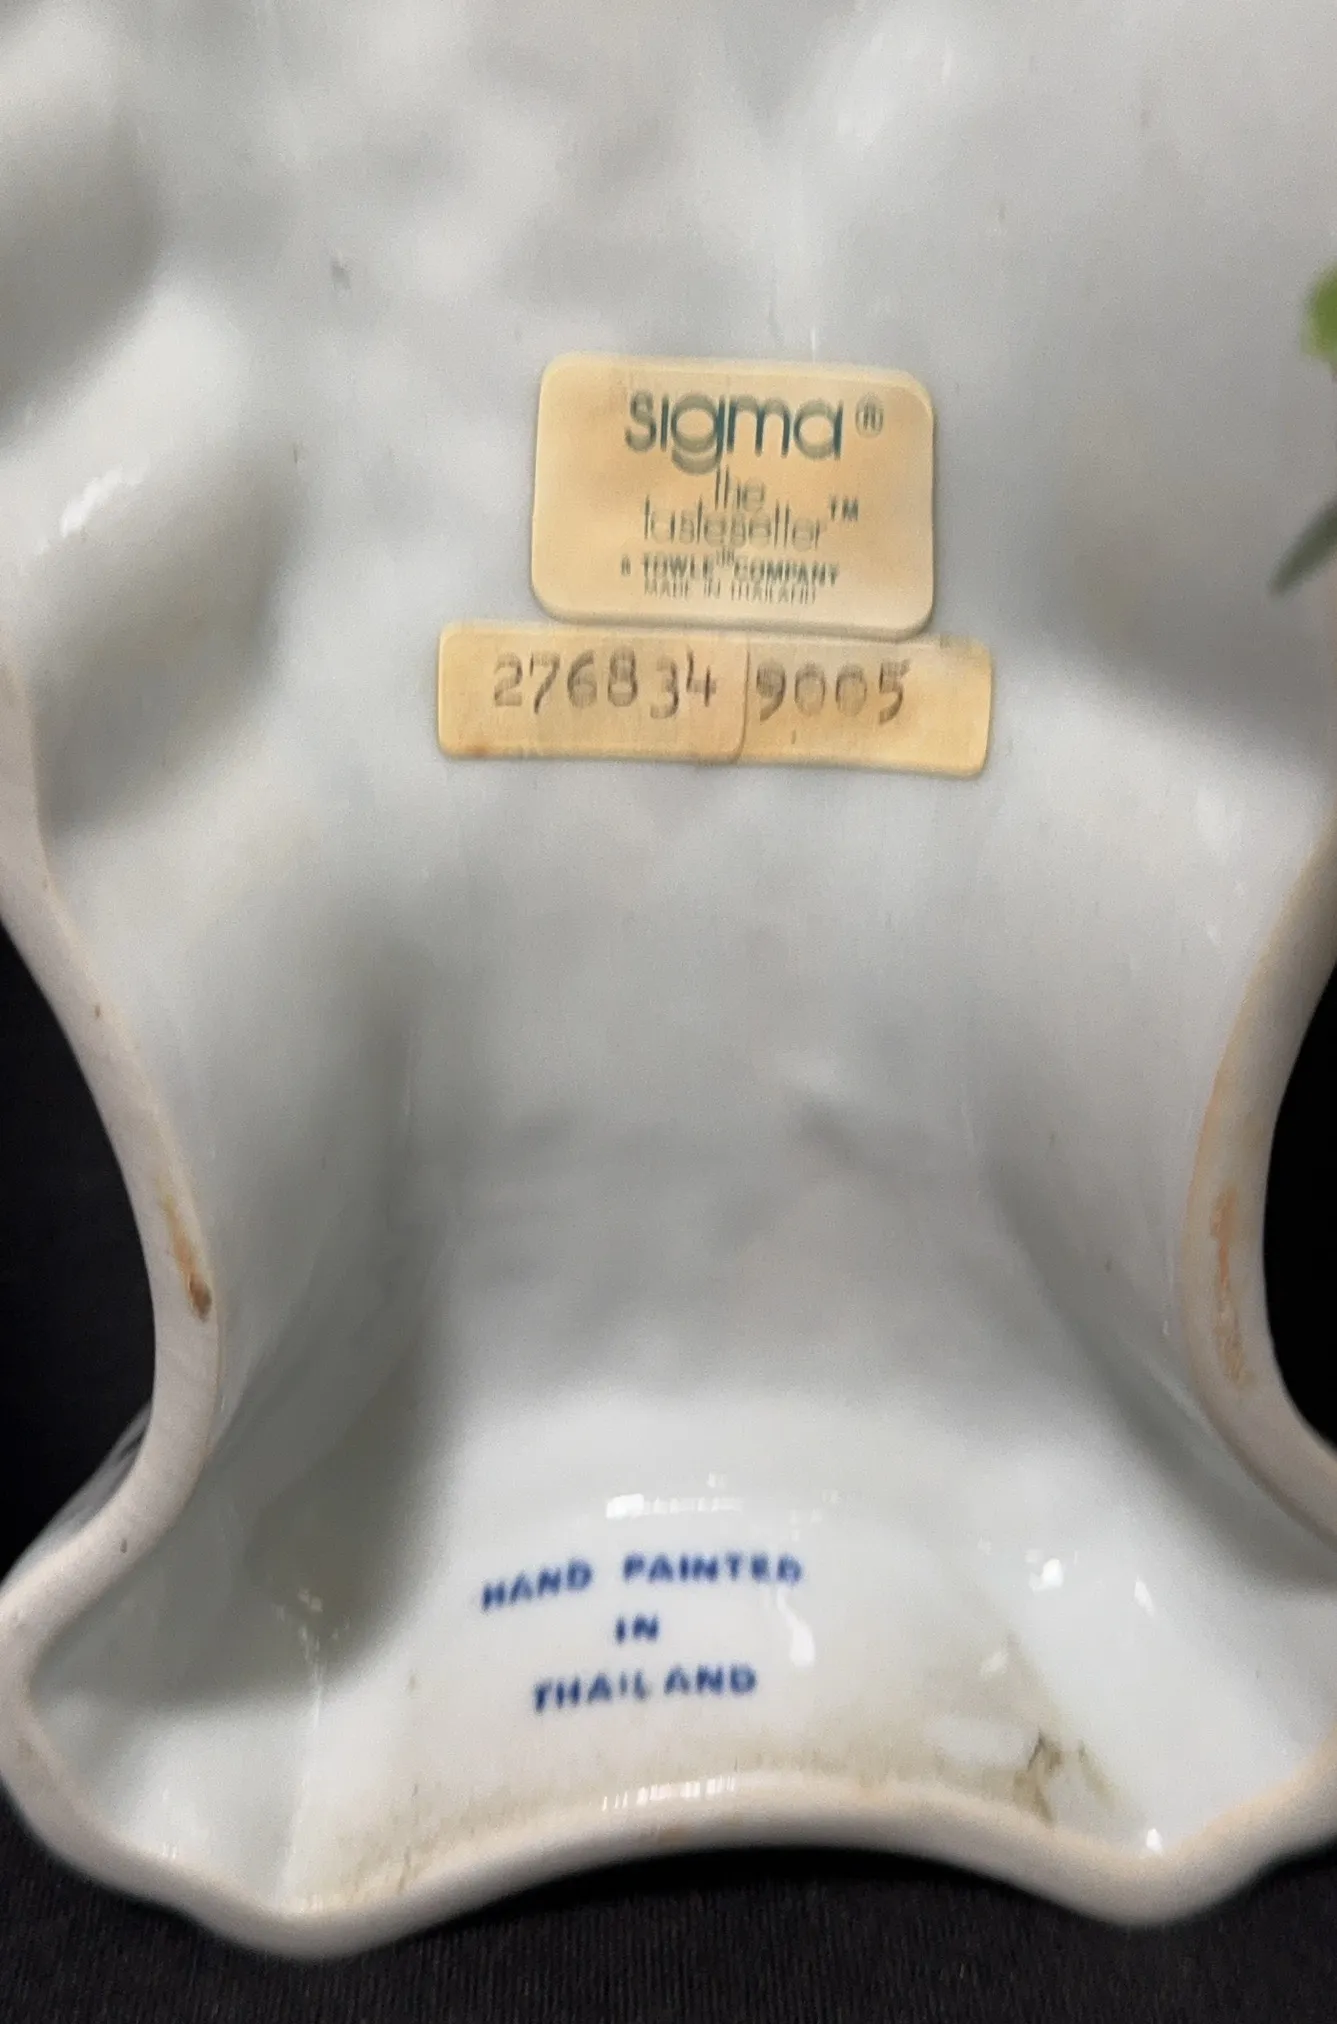 sigma®
the
tastesetter™
A TOWLE COMPANY
MADE IN THAILAND
276834 9005
HAND PAINTED
IN
THAILAND